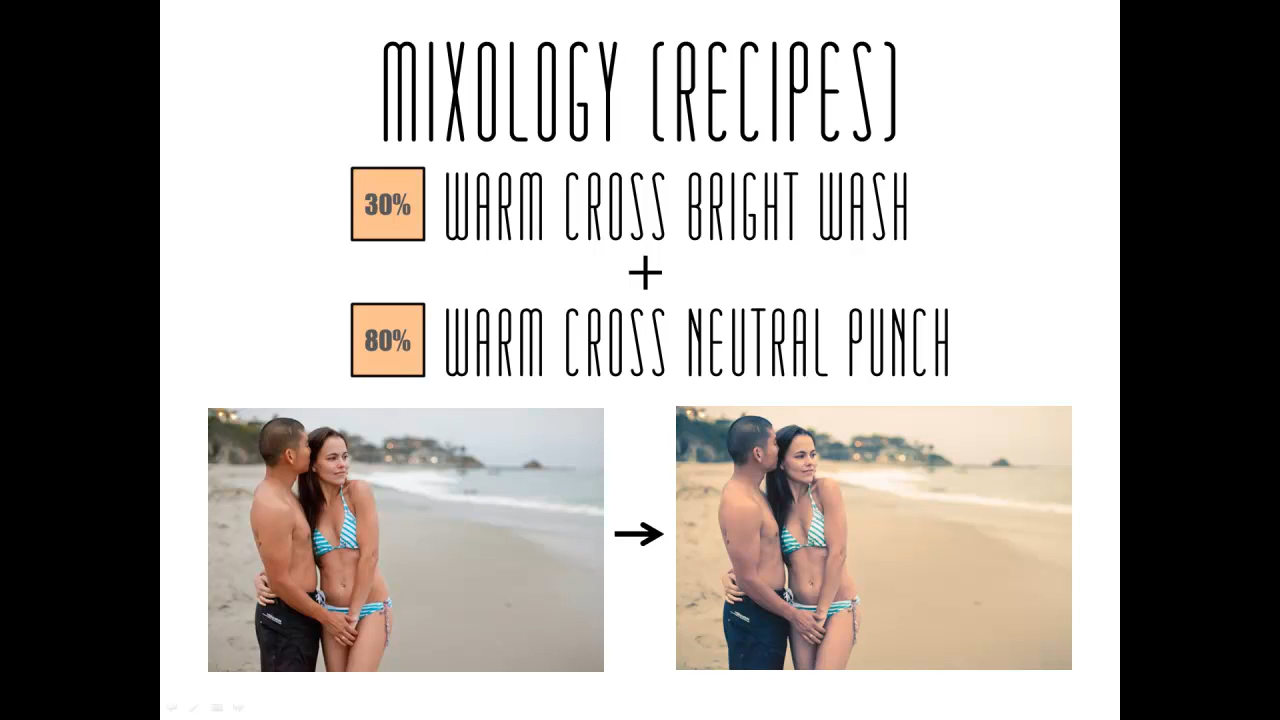 MIXOLOGY (RECIPES)
30% WARM CROSS BRIGHT WASH
+
80% WARM CROSS NEUTRAL PUNCH